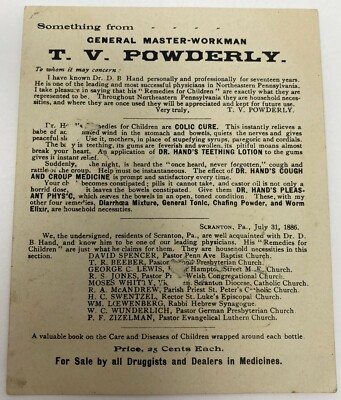 Something from - - - -
GENERAL MASTER-WORKMAN
T. V. POWDERLY.
To whom it may concern:
I have known Dr. D. B Hand personally and professionally for seventeen years.
He is one of the leading and most successful physicians in Northeastern Pennsylvania.
I take pleasure in saying that his "Remedies for Children" are exactly what they are
represented to be. Throughout Northeastern Pennsylvania they are household neces-
sities, and where they are once used they will be appreciated and kept for future use.
Very truly, T. V. POWDERLY.
Remedies for Children are COLIC CURE. This instantly relieves a
babe of wind in the stomach and bowels, quiets the nerves and gives
peaceful Use it, mothers, in place of stupefying syrups, paregoric and cordials.
The baby is teething, its gums are feverish and swollen, its pitiful moans almost
break your heart. An application of DR. HAND'S TEETHING LOTION to the gums
gives it instant relief.
Suddenly, the night, is heard the "once heard, never forgotten," cough and
rattle of the group. Help must be instantaneous. The effect of DR. HAND'S COUGH
AND CROUP MEDICINE is prompt and satisfactory every time.
Your becomes constipated; pills it cannot take, and castor oil is not only a
horrid dose, leaves the bowels constipated. Give then DR. HAND'S PLEAS-
ANT PHYSIC, which leaves the bowels in an open, toned condition. These, with my
four other remedies, Diarrhœa Mixture, General Tonic, Chafing Powder, and Worm
Elixir, are household necessities
SCRANTON, Pa., July 31, 1886.
We, the undersigned, residents of Scranton, Pa., are well acquainted with Dr. D.
B. Hand, and know him to be one of our leading physicians. His "Remedies for
Children" are just what he claims for them. They are household necessities in this
section. DAVID SPENCER, Pastor Penn Ave Baptist Church.
T. R. BEEBER, Pastor Church.
GEORGE C. LEWIS, Street M. E. Church.
R. S. JONES, Pastor Welsh Congregational Church.
MOSES WHITTY, Scranton Diocese, Catholic Church.
R. A. McANDREW, Parish Priest St. Peter's Catholic Church.
H. C. SWENTZEL, Rector St. Luke's Episcopal Church.
WM. LŒWENBERG, Rabbi Hebrew Synagogue.
W. C. WUNDERLICH, Pastor German Presbyterian Church.
P. F. ZIZELMAN, Pastor Evangelical Luthern Church.
A valuable book on the Care and Diseases of Children wrapped around each bottle.
Price, 25 Cents Each.
For Sale by all Druggists and Dealers in Medicines.